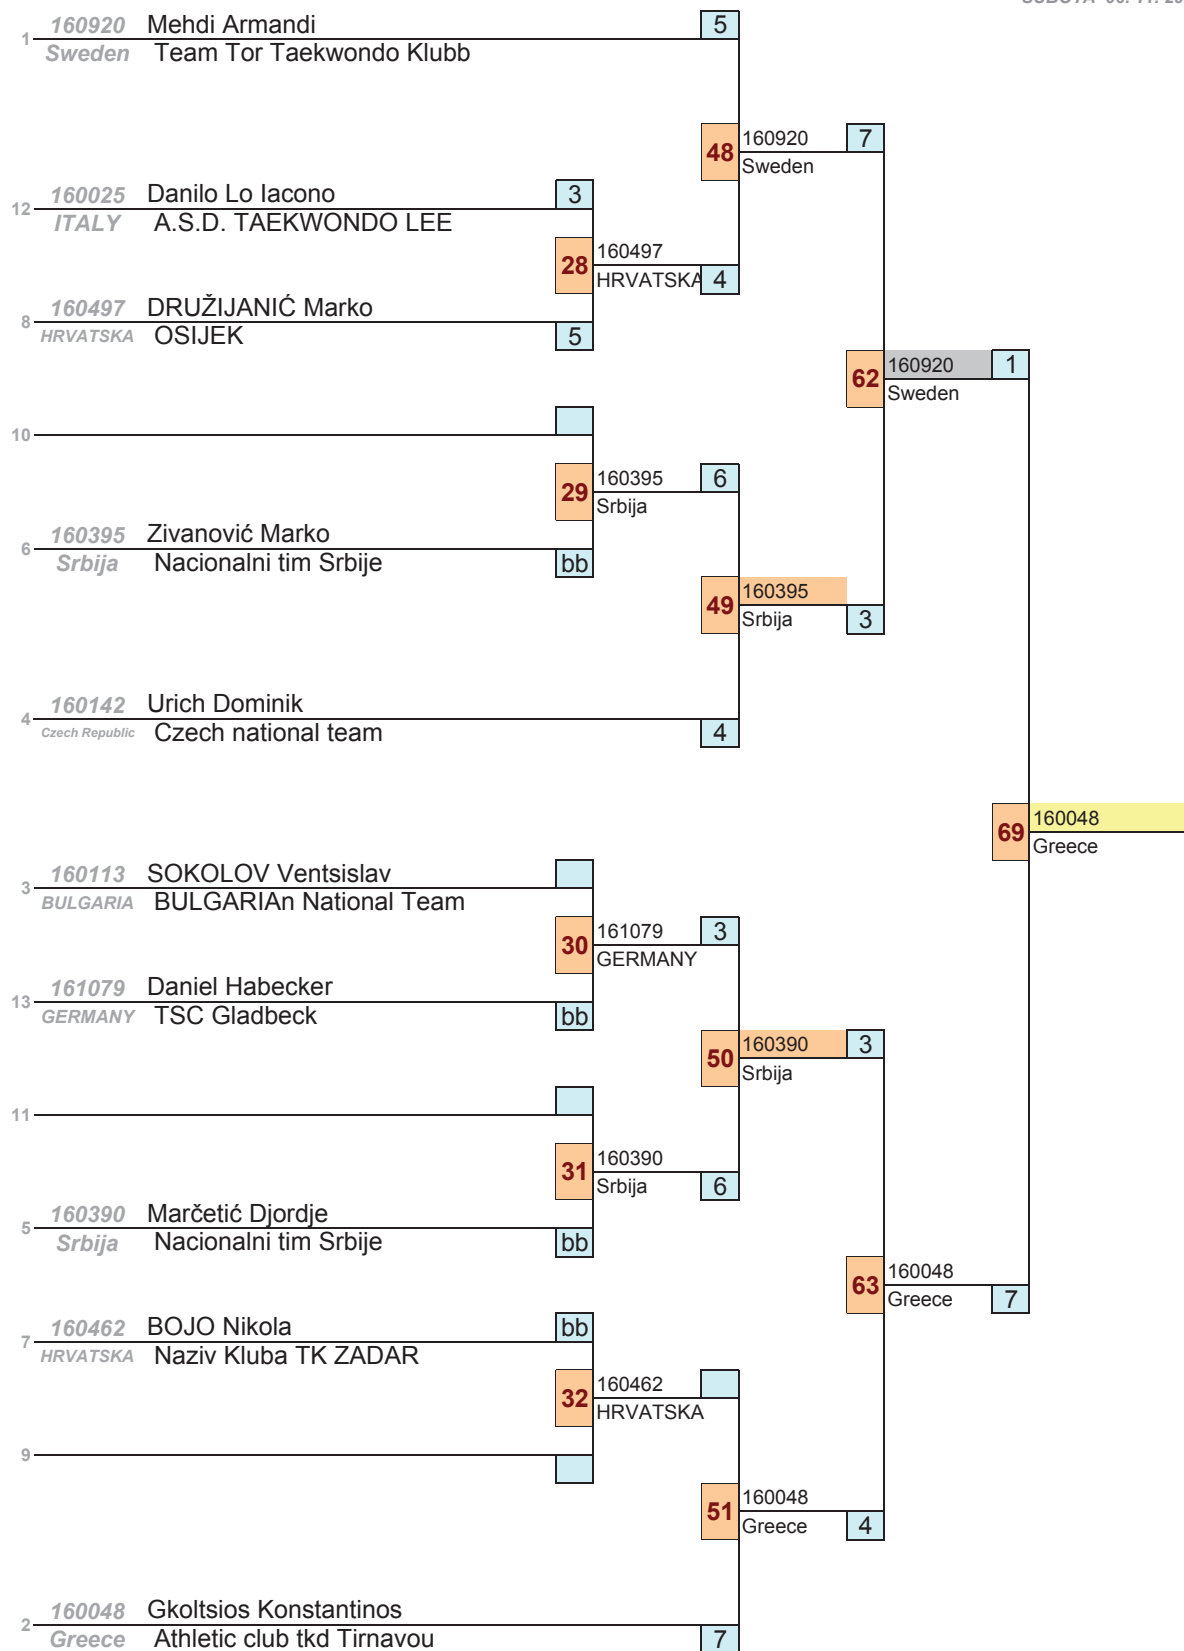 160920 Mehdi Armandi 5
1
Sweden Team Tor Taekwondo Klubb
48 160920 7
Sweden
160025 Danilo Lo Iacono 3
12
ITALY A.S.D. TAEKWONDO LEE
28 160497
HRVATSKA 4
160497 DRUŽIJANIĆ Marko
8
HRVATSKA OSIJEK 5
62 160920 1
Sweden
10
29 160395 6
Srbija
160395 Zivanović Marko
6
Srbija Nacionalni tim Srbije bb
49 160395
Srbija 3
160142 Urich Dominik
4
Czech Republic Czech national team 4
69 160048
Greece
160113 SOKOLOV Ventsislav
3
BULGARIA BULGARIAn National Team
30 161079 3
GERMANY
161079 Daniel Habecker
13
GERMANY TSC Gladbeck bb
50 160390 3
Srbija
11
31 160390
Srbija 6
160390 Marčetić Djordje
5
Srbija Nacionalni tim Srbije bb
63 160048
Greece 7
160462 BOJO Nikola bb
7
HRVATSKA Naziv Kluba TK ZADAR
32 160462
HRVATSKA
9
51 160048
Greece 4
160048 Gkoltsios Konstantinos
2
Greece Athletic club tkd Tirnavou 7